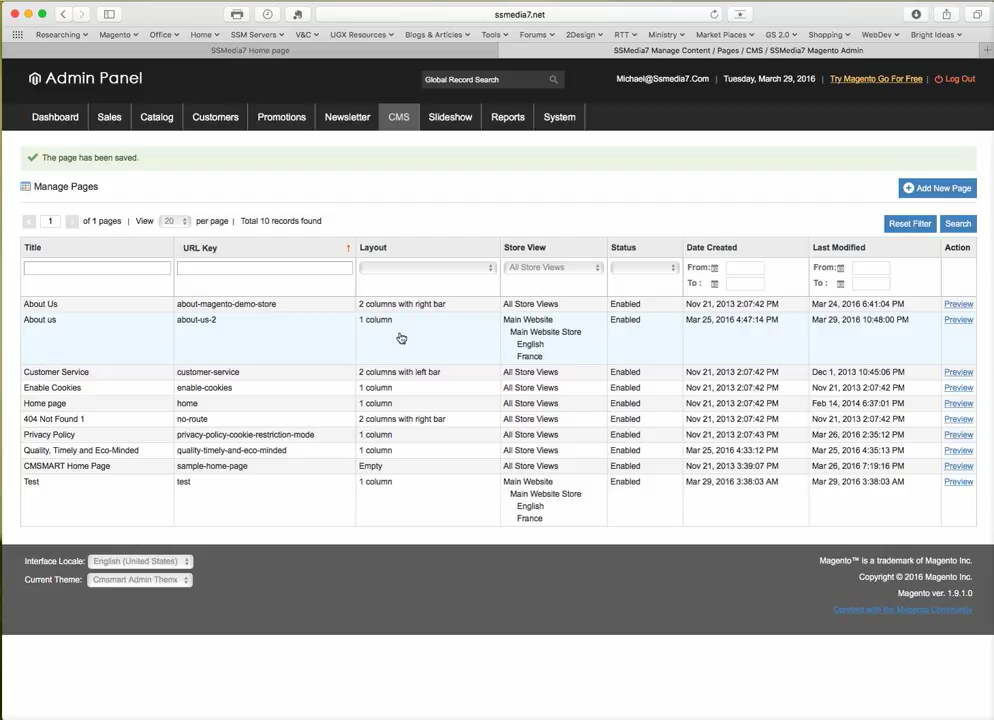 ssmedia7.net
Researching Magento Office Home SSM Servers V&C UGX Resources Blogs & Articles Tools Forums 2Design RTT Ministry Market Places GS 2.0 Shopping WebDev Bright Ideas
SSMedia7 Home page SSMedia7 Manage Content / Pages / CMS / SSMedia7 Magento Admin
Admin Panel Global Record Search Michael@Ssmedia7.Com | Tuesday, March 29, 2016 | Try Magento Go For Free | Log Out
Dashboard Sales Catalog Customers Promotions Newsletter CMS Slideshow Reports System
The page has been saved.
Manage Pages Add New Page
1 of 1 pages | View 20 per page | Total 10 records found Reset Filter Search
Title URL Key Layout Store View Status Date Created Last Modified Action
All Store Views From: From:
To : To :
About Us about-magento-demo-store 2 columns with right bar All Store Views Enabled Nov 21, 2013 2:07:42 PM Mar 24, 2016 6:41:04 PM Preview
About us about-us-2 1 column Main Website Enabled Mar 25, 2016 4:47:14 PM Mar 29, 2016 10:48:00 PM Preview
Main Website Store
English
France
Customer Service customer-service 2 columns with left bar All Store Views Enabled Nov 21, 2013 2:07:42 PM Dec 1, 2013 10:45:06 PM Preview
Enable Cookies enable-cookies 1 column All Store Views Enabled Nov 21, 2013 2:07:42 PM Nov 21, 2013 2:07:42 PM Preview
Home page home 1 column All Store Views Enabled Nov 21, 2013 2:07:42 PM Feb 14, 2014 6:37:01 PM Preview
404 Not Found 1 no-route 2 columns with right bar All Store Views Enabled Nov 21, 2013 2:07:42 PM Nov 21, 2013 2:07:42 PM Preview
Privacy Policy privacy-policy-cookie-restriction-mode 1 column All Store Views Enabled Nov 21, 2013 2:07:43 PM Mar 26, 2016 2:35:12 PM Preview
Quality, Timely and Eco-Minded quality-timely-and-eco-minded 1 column All Store Views Enabled Mar 25, 2016 4:33:12 PM Mar 25, 2016 4:35:13 PM Preview
CMSMART Home Page sample-home-page Empty All Store Views Enabled Nov 21, 2013 3:39:07 PM Mar 26, 2016 7:19:16 PM Preview
Test test 1 column Main Website Enabled Mar 29, 2016 3:38:03 AM Mar 29, 2016 3:38:03 AM Preview
Main Website Store
English
France
Interface Locale: English (United States) Magento™ is a trademark of Magento Inc.
Current Theme: Cmsmart Admin Theme Copyright © 2016 Magento Inc.
Magento ver. 1.9.1.0
Connect with the Magento Community